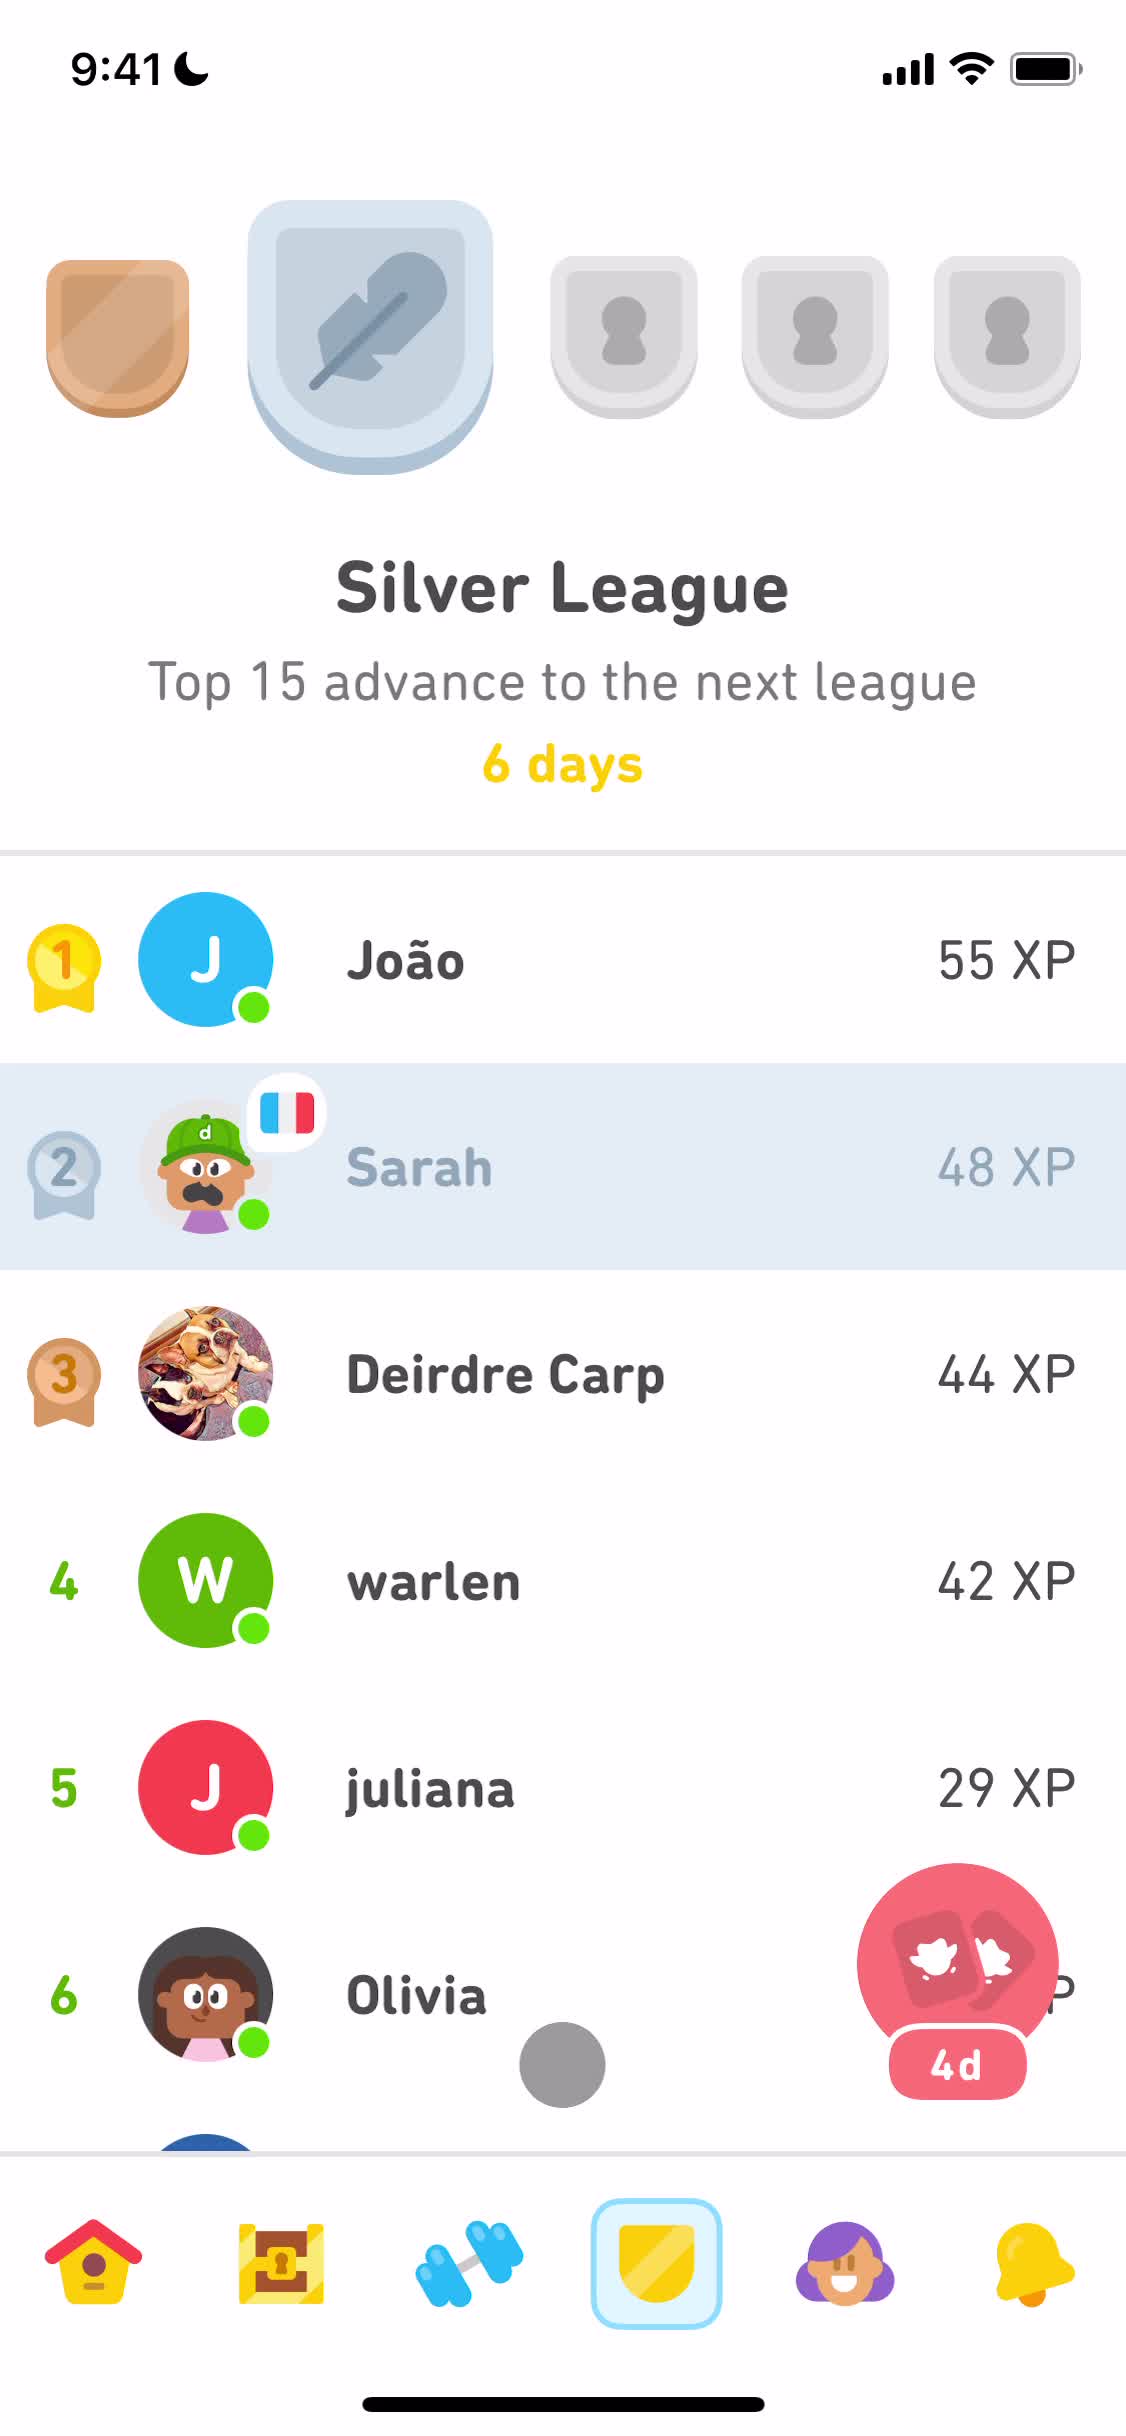 9:41
Silver League
Top 15 advance to the next league
6 days
1 J João 55 XP
2 d Sarah 48 XP
3 Deirdre Carp 44 XP
4 W warlen 42 XP
5 J juliana 29 XP
6 Olivia P
4d